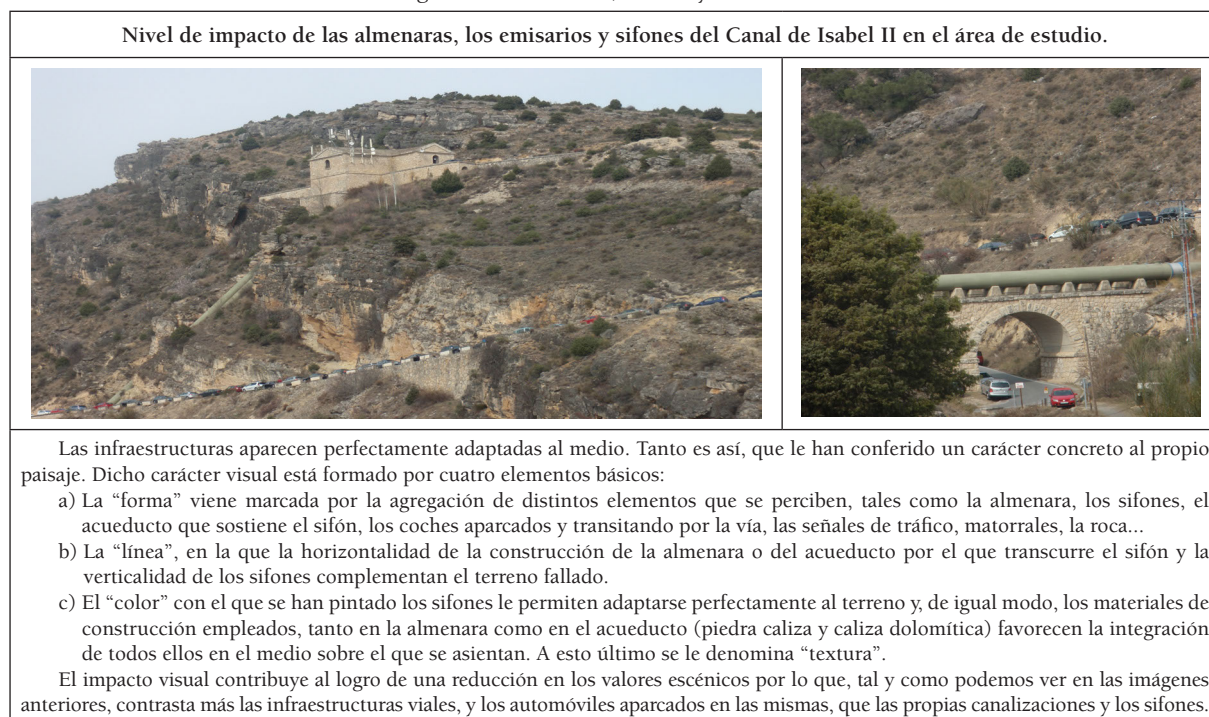 Nivel de impacto de las almenaras, los emisarios y sifones del Canal de Isabel II en el área de estudio.
Las infraestructuras aparecen perfectamente adaptadas al medio. Tanto es así, que le han conferido un carácter concreto al propio
paisaje. Dicho carácter visual está formado por cuatro elementos básicos:
a) La “forma” viene marcada por la agregación de distintos elementos que se perciben, tales como la almenara, los sifones, el
acueducto que sostiene el sifón, los coches aparcados y transitando por la vía, las señales de tráfico, matorrales, la roca...
b) La “línea”, en la que la horizontalidad de la construcción de la almenara o del acueducto por el que transcurre el sifón y la
verticalidad de los sifones complementan el terreno fallado.
c) El “color” con el que se han pintado los sifones le permiten adaptarse perfectamente al terreno y, de igual modo, los materiales de
construcción empleados, tanto en la almenara como en el acueducto (piedra caliza y caliza dolomítica) favorecen la integración
de todos ellos en el medio sobre el que se asientan. A esto último se le denomina “textura”.
El impacto visual contribuye al logro de una reducción en los valores escénicos por lo que, tal y como podemos ver en las imágenes
anteriores, contrasta más las infraestructuras viales, y los automóviles aparcados en las mismas, que las propias canalizaciones y los sifones.